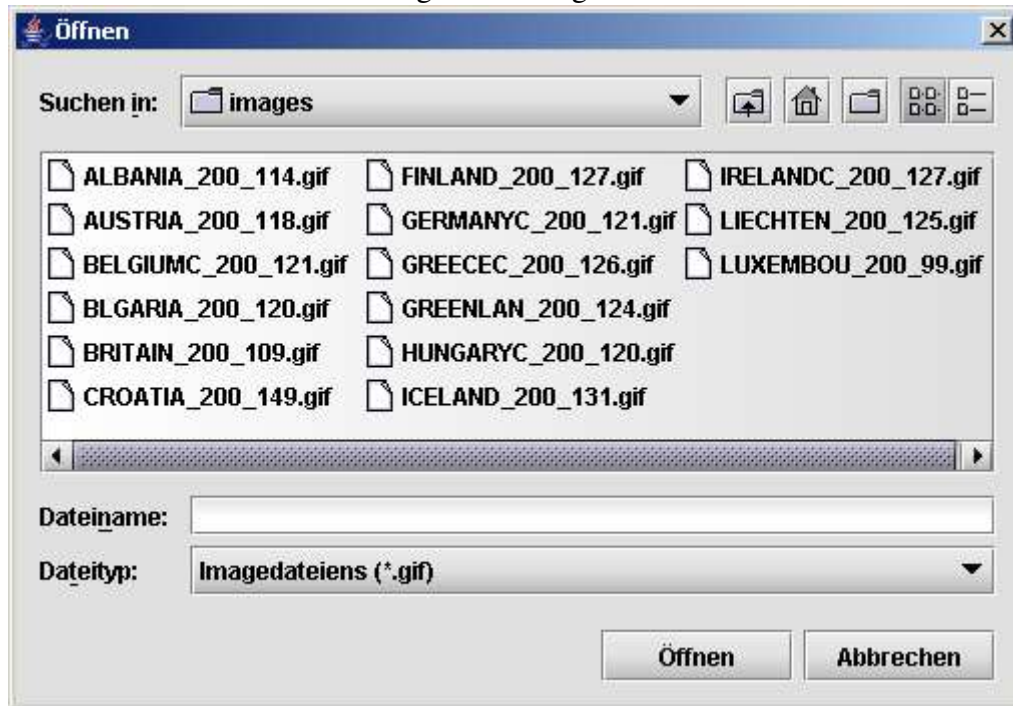 Öffnen
Suchen in: images
ALBANIA_200_114.gif FINLAND_200_127.gif IRELANDC_200_127.gif
AUSTRIA_200_118.gif GERMANYC_200_121.gif LIECHTEN_200_125.gif
BELGIUMC_200_121.gif GREECEC_200_126.gif LUXEMBOU_200_99.gif
BLGARIA_200_120.gif GREENLAN_200_124.gif
BRITAIN_200_109.gif HUNGARYC_200_120.gif
CROATIA_200_149.gif ICELAND_200_131.gif
Dateiname:
Dateityp: Imagedateiens (*.gif)
Öffnen Abbrechen